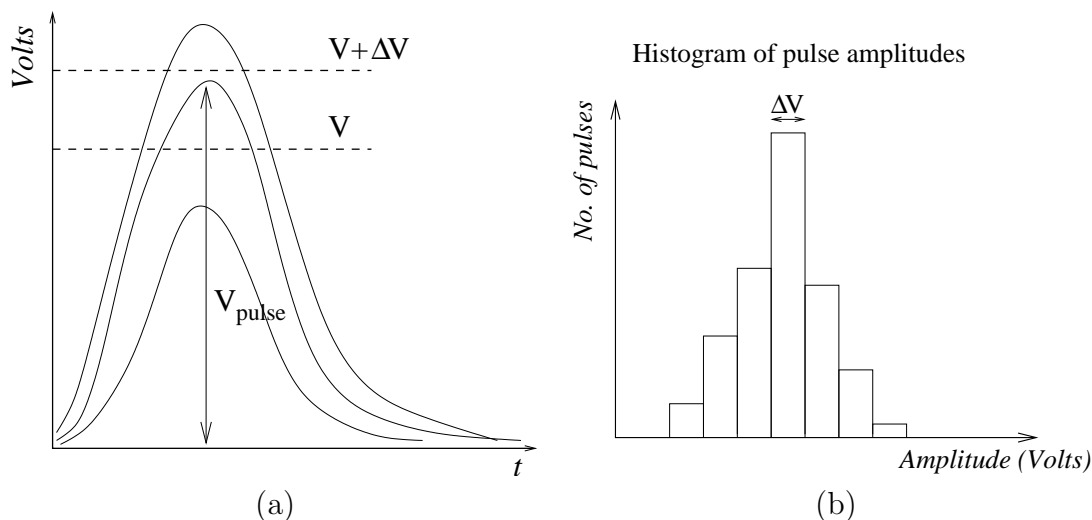 Volts
V+ΔV
V
V_pulse
t
(a)
Histogram of pulse amplitudes
ΔV
No. of pulses
Amplitude (Volts)
(b)